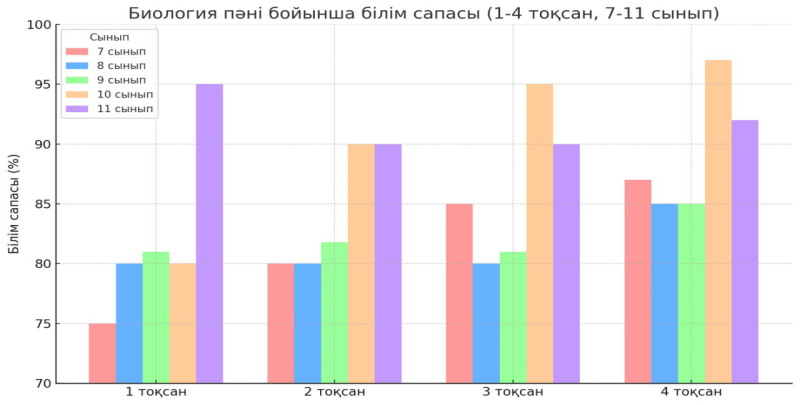 Биология пәні бойынша білім сапасы (1-4 тоқсан, 7-11 сынып)
Білім сапасы (%)
100
95
90
85
80
75
70
Сынып
7 сынып
8 сынып
9 сынып
10 сынып
11 сынып
1 тоқсан
2 тоқсан
3 тоқсан
4 тоқсан